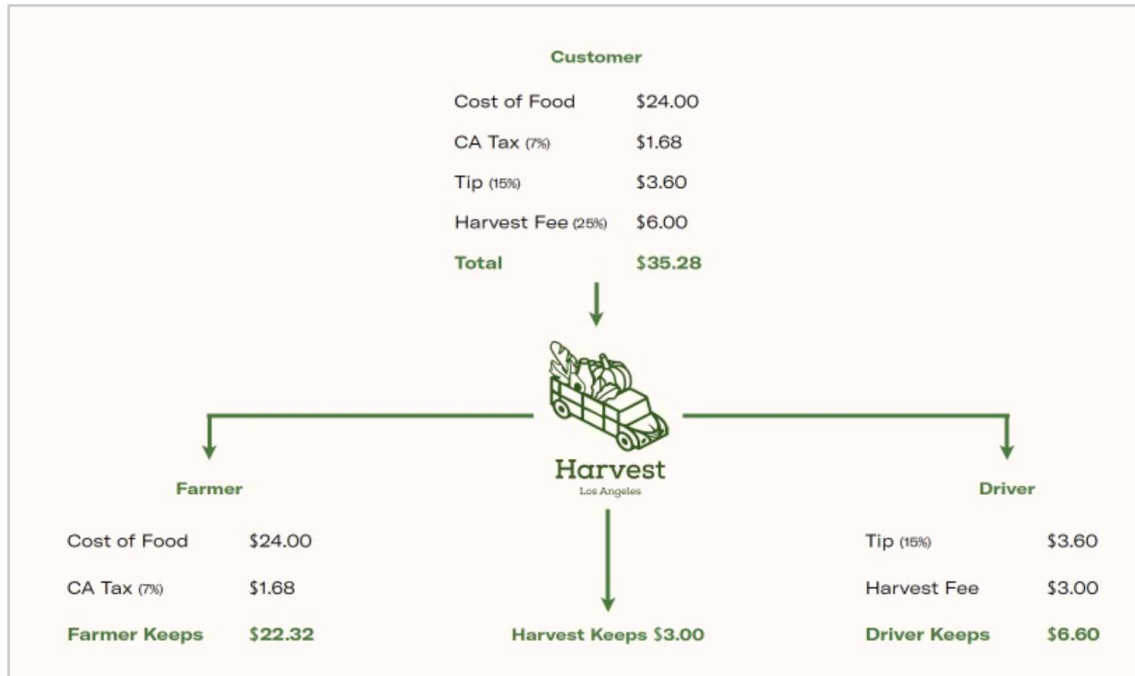 Customer
Cost of Food $24.00
CA Tax (7%) $1.68
Tip (15%) $3.60
Harvest Fee (25%) $6.00
Total $35.28
Harvest
Los Angeles
Farmer
Cost of Food $24.00
CA Tax (7%) $1.68
Farmer Keeps $22.32
Harvest Keeps $3.00
Driver
Tip (15%) $3.60
Harvest Fee $3.00
Driver Keeps $6.60